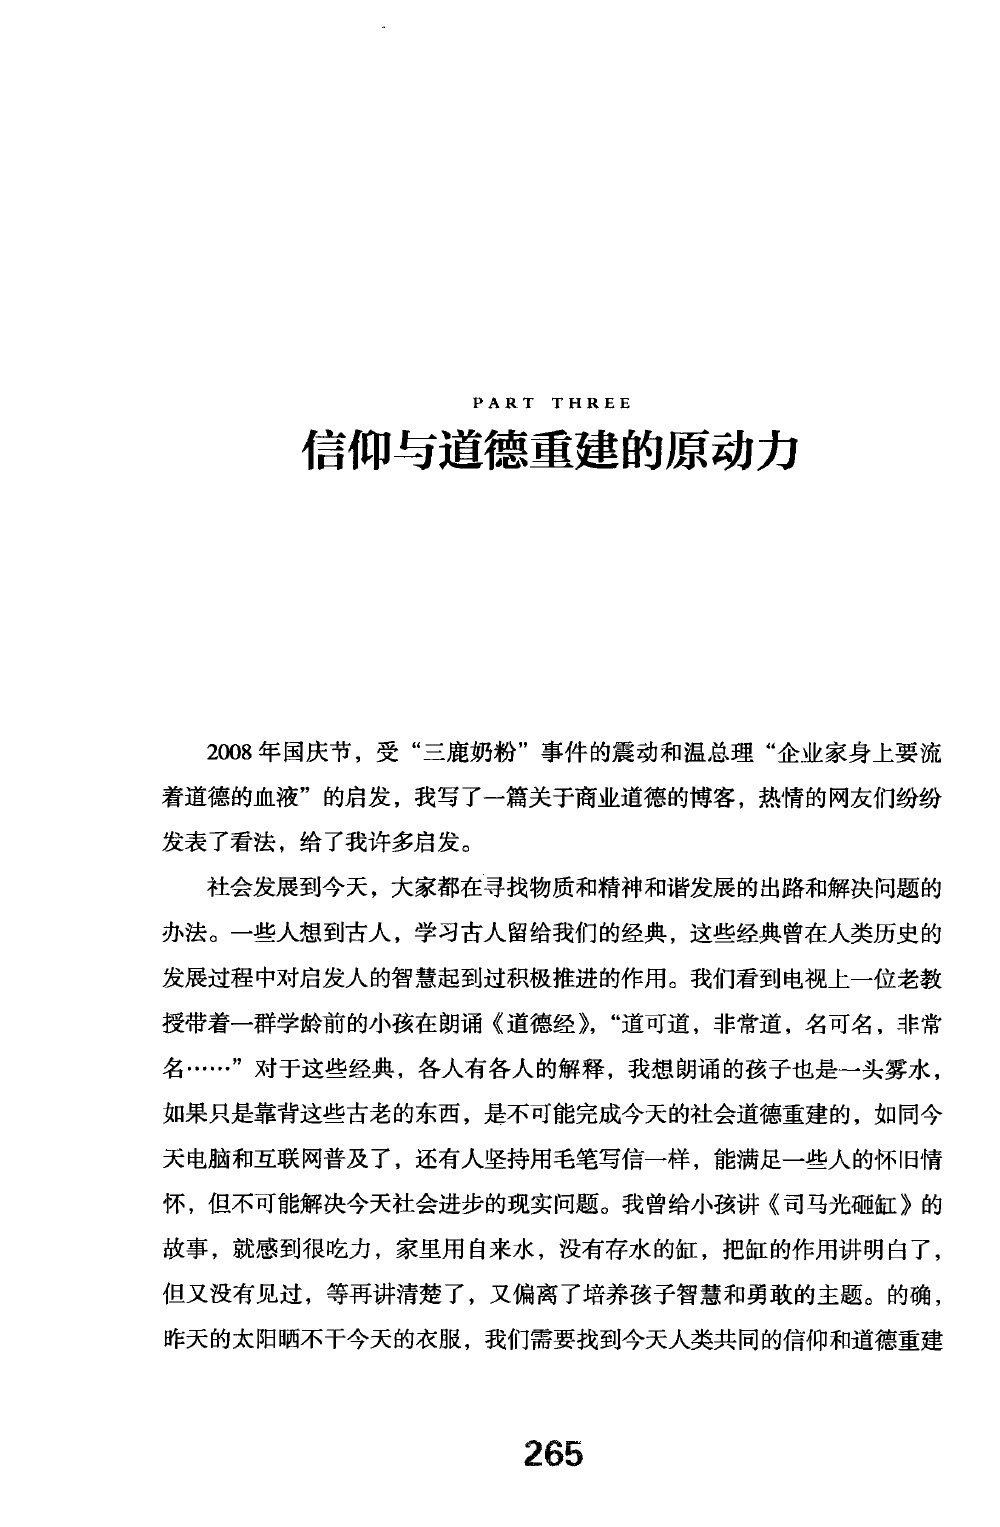 PART THREE
信仰与道德重建的原动力
2008 年国庆节，受“三鹿奶粉”事件的震动和温总理“企业家身上要流
着道德的血液”的启发，我写了一篇关于商业道德的博客，热情的网友们纷纷
发表了看法，给了我许多启发。
社会发展到今天，大家都在寻找物质和精神和谐发展的出路和解决问题的
办法。一些人想到古人，学习古人留给我们的经典，这些经典曾在人类历史的
发展过程中对启发人的智慧起到过积极推进的作用。我们看到电视上一位老教
授带着一群学龄前的小孩在朗诵《道德经》，“道可道，非常道，名可名，非常
名……”对于这些经典，各人有各人的解释，我想朗诵的孩子也是一头雾水，
如果只是靠背这些古老的东西，是不可能完成今天的社会道德重建的，如同今
天电脑和互联网普及了，还有人坚持用毛笔写信一样，能满足一些人的怀旧情
怀，但不可能解决今天社会进步的现实问题。我曾给小孩讲《司马光砸缸》的
故事，就感到很吃力，家里用自来水，没有存水的缸，把缸的作用讲明白了，
但又没有见过，等再讲清楚了，又偏离了培养孩子智慧和勇敢的主题。的确，
昨天的太阳晒不干今天的衣服，我们需要找到今天人类共同的信仰和道德重建
265